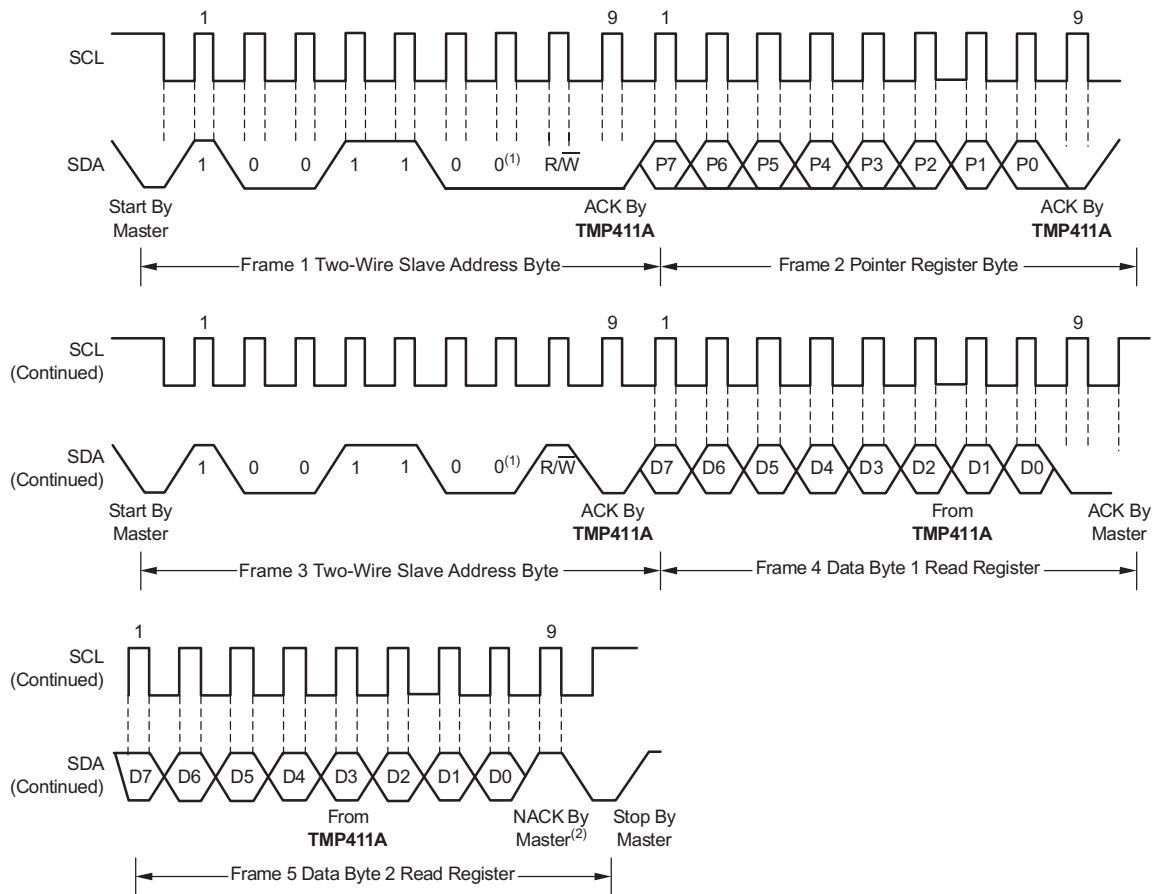 1 9 1 9
SCL
SDA 1 0 0 1 1 0 0(1) R/W̅ P7 P6 P5 P4 P3 P2 P1 P0
Start By
Master
ACK By
TMP411A
ACK By
TMP411A
Frame 1 Two-Wire Slave Address Byte
Frame 2 Pointer Register Byte
1 9 1 9
SCL
(Continued)
SDA
(Continued)
1 0 0 1 1 0 0(1) R/W̅ D7 D6 D5 D4 D3 D2 D1 D0
Start By
Master
ACK By
TMP411A
From
TMP411A
ACK By
Master
Frame 3 Two-Wire Slave Address Byte
Frame 4 Data Byte 1 Read Register
1 9
SCL
(Continued)
SDA
(Continued)
D7 D6 D5 D4 D3 D2 D1 D0
From
TMP411A
NACK By
Master(2)
Stop By
Master
Frame 5 Data Byte 2 Read Register